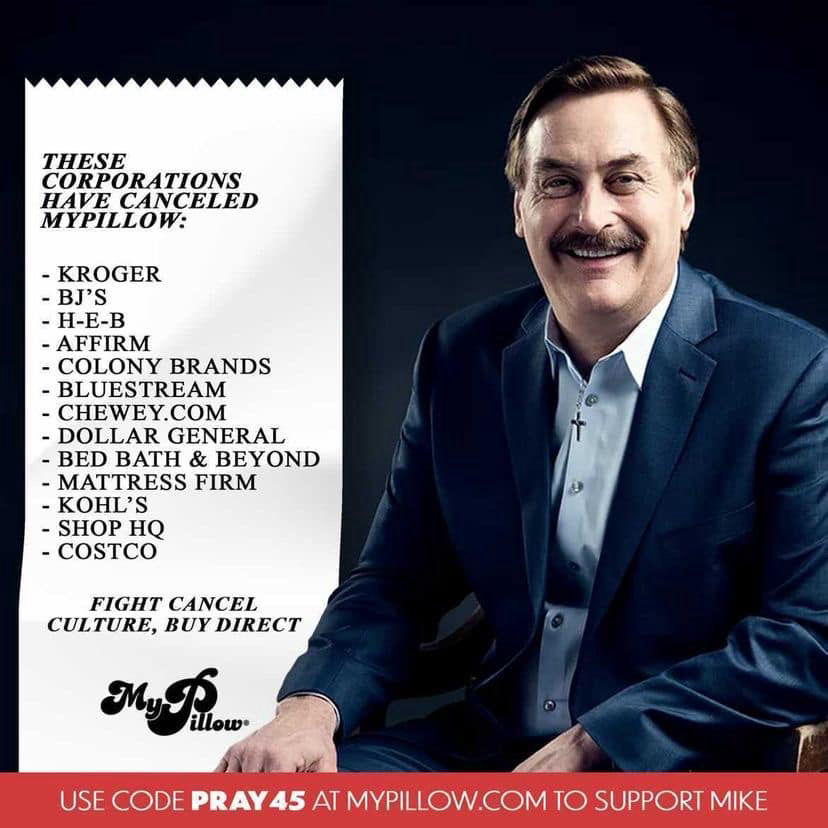 THESE
CORPORATIONS
HAVE CANCELED
MYPILLOW:
- KROGER
- BJ'S
- H-E-B
- AFFIRM
- COLONY BRANDS
- BLUESTREAM
- CHEWEY.COM
- DOLLAR GENERAL
- BED BATH & BEYOND
- MATTRESS FIRM
- KOHL'S
- SHOP HQ
- COSTCO
FIGHT CANCEL
CULTURE, BUY DIRECT
MyPillow®
USE CODE PRAY45 AT MYPILLOW.COM TO SUPPORT MIKE